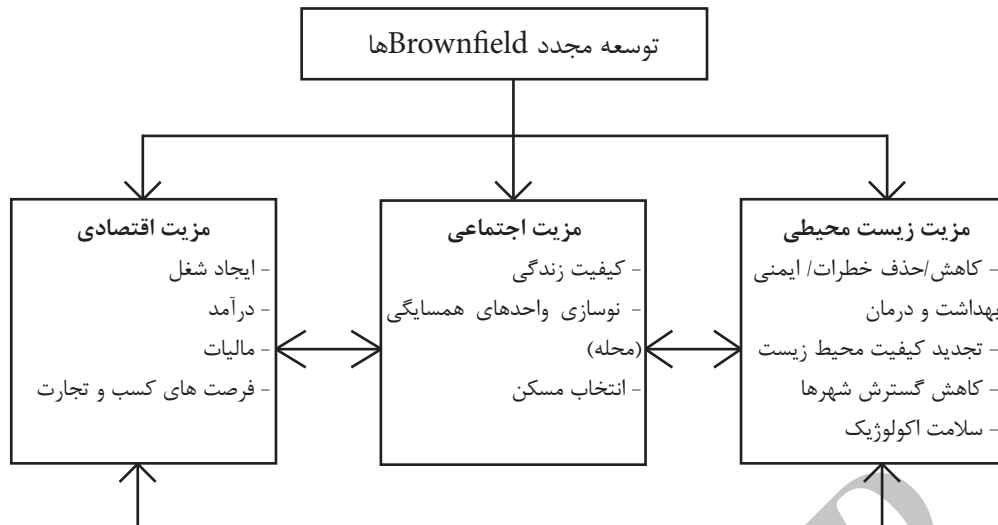 توسعه مجدد Brownfieldها
مزیت زیست محیطی
- کاهش/حذف خطرات/ ایمنی
بهداشت و درمان
- تجدید کیفیت محیط زیست
- کاهش گسترش شهرها
- سلامت اکولوژیک
مزیت اجتماعی
- کیفیت زندگی
- نوسازی واحدهای همسایگی
(محله)
- انتخاب مسکن
مزیت اقتصادی
- ایجاد شغل
- درآمد
- مالیات
- فرصت های کسب و تجارت